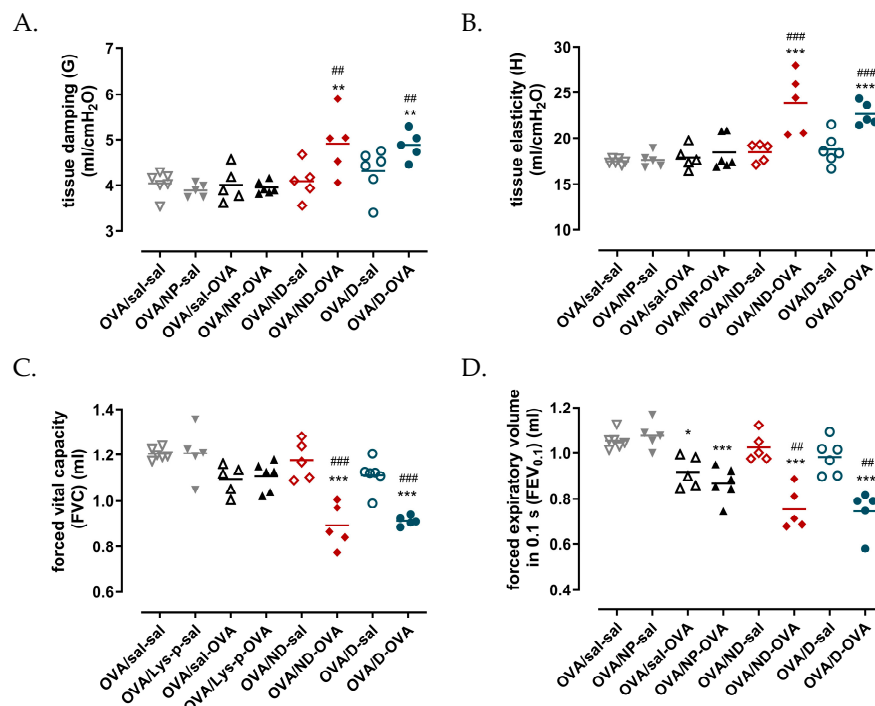 A.
tissue damping (G)
(ml/cmH2O)
7
6
5
4
3
##
**
##
**
OVA/sal-sal
OVA/NP-sal
OVA/sal-OVA
OVA/NP-OVA
OVA/ND-sal
OVA/ND-OVA
OVA/D-sal
OVA/D-OVA
B.
tissue elasticity (H)
(ml/cmH2O)
30
25
20
15
10
###
***
###
***
OVA/sal-sal
OVA/NP-sal
OVA/sal-OVA
OVA/NP-OVA
OVA/ND-sal
OVA/ND-OVA
OVA/D-sal
OVA/D-OVA
C.
forced vital capacity
(FVC) (ml)
1.4
1.2
1.0
0.8
0.6
###
***
###
***
OVA/sal-sal
OVA/Lys-p-sal
OVA/sal-OVA
OVA/Lys-p-OVA
OVA/ND-sal
OVA/ND-OVA
OVA/D-sal
OVA/D-OVA
D.
forced expiratory volume
in 0.1 s (FEV0,1) (ml)
1.2
1.0
0.8
0.6
0.4
*
***
##
***
##
***
OVA/sal-sal
OVA/NP-sal
OVA/sal-OVA
OVA/NP-OVA
OVA/ND-sal
OVA/ND-OVA
OVA/D-sal
OVA/D-OVA